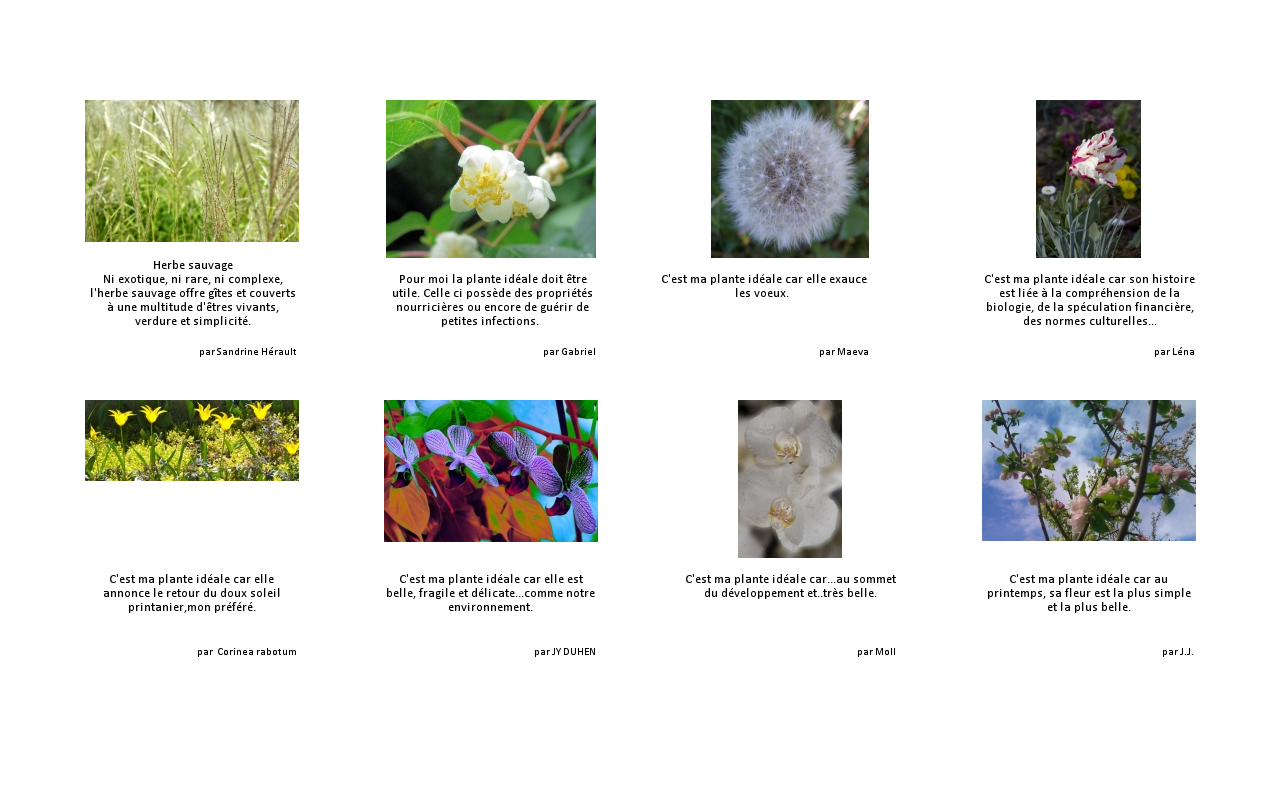 Herbe sauvage
Ni exotique, ni rare, ni complexe,
l'herbe sauvage offre gîtes et couverts
à une multitude d'êtres vivants,
verdure et simplicité.
par Sandrine Hérault
Pour moi la plante idéale doit être
utile. Celle ci possède des propriétés
nourricières ou encore de guérir de
petites infections.
par Gabriel
C'est ma plante idéale car elle exauce
les voeux.
par Maeva
C'est ma plante idéale car son histoire
est liée à la compréhension de la
biologie, de la spéculation financière,
des normes culturelles...
par Léna
C'est ma plante idéale car elle
annonce le retour du doux soleil
printanier,mon préféré.
par Corinea rabotum
C'est ma plante idéale car elle est
belle, fragile et délicate...comme notre
environnement.
par JY DUHEN
C'est ma plante idéale car...au sommet
du développement et..très belle.
par Moll
C'est ma plante idéale car au
printemps, sa fleur est la plus simple
et la plus belle.
par J.J.